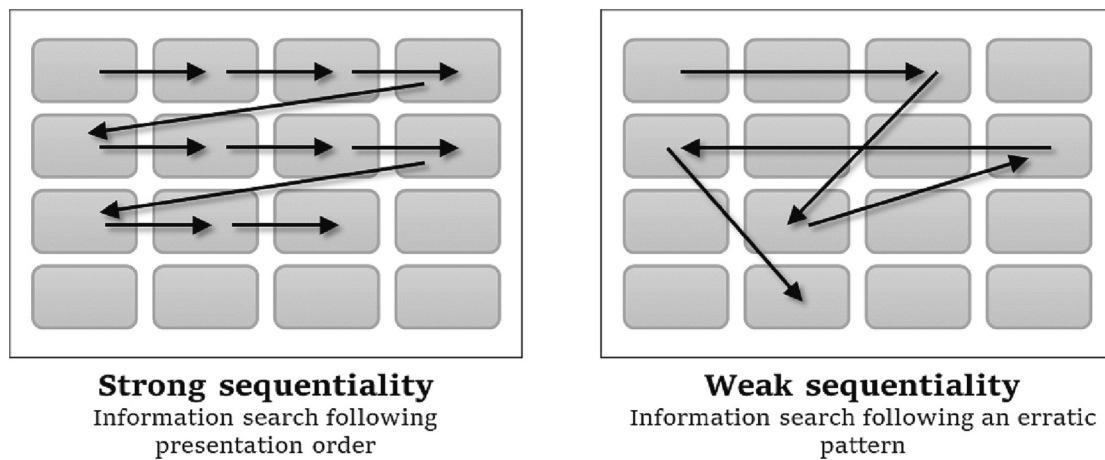 Strong sequentiality
Information search following
presentation order
Weak sequentiality
Information search following an erratic
pattern